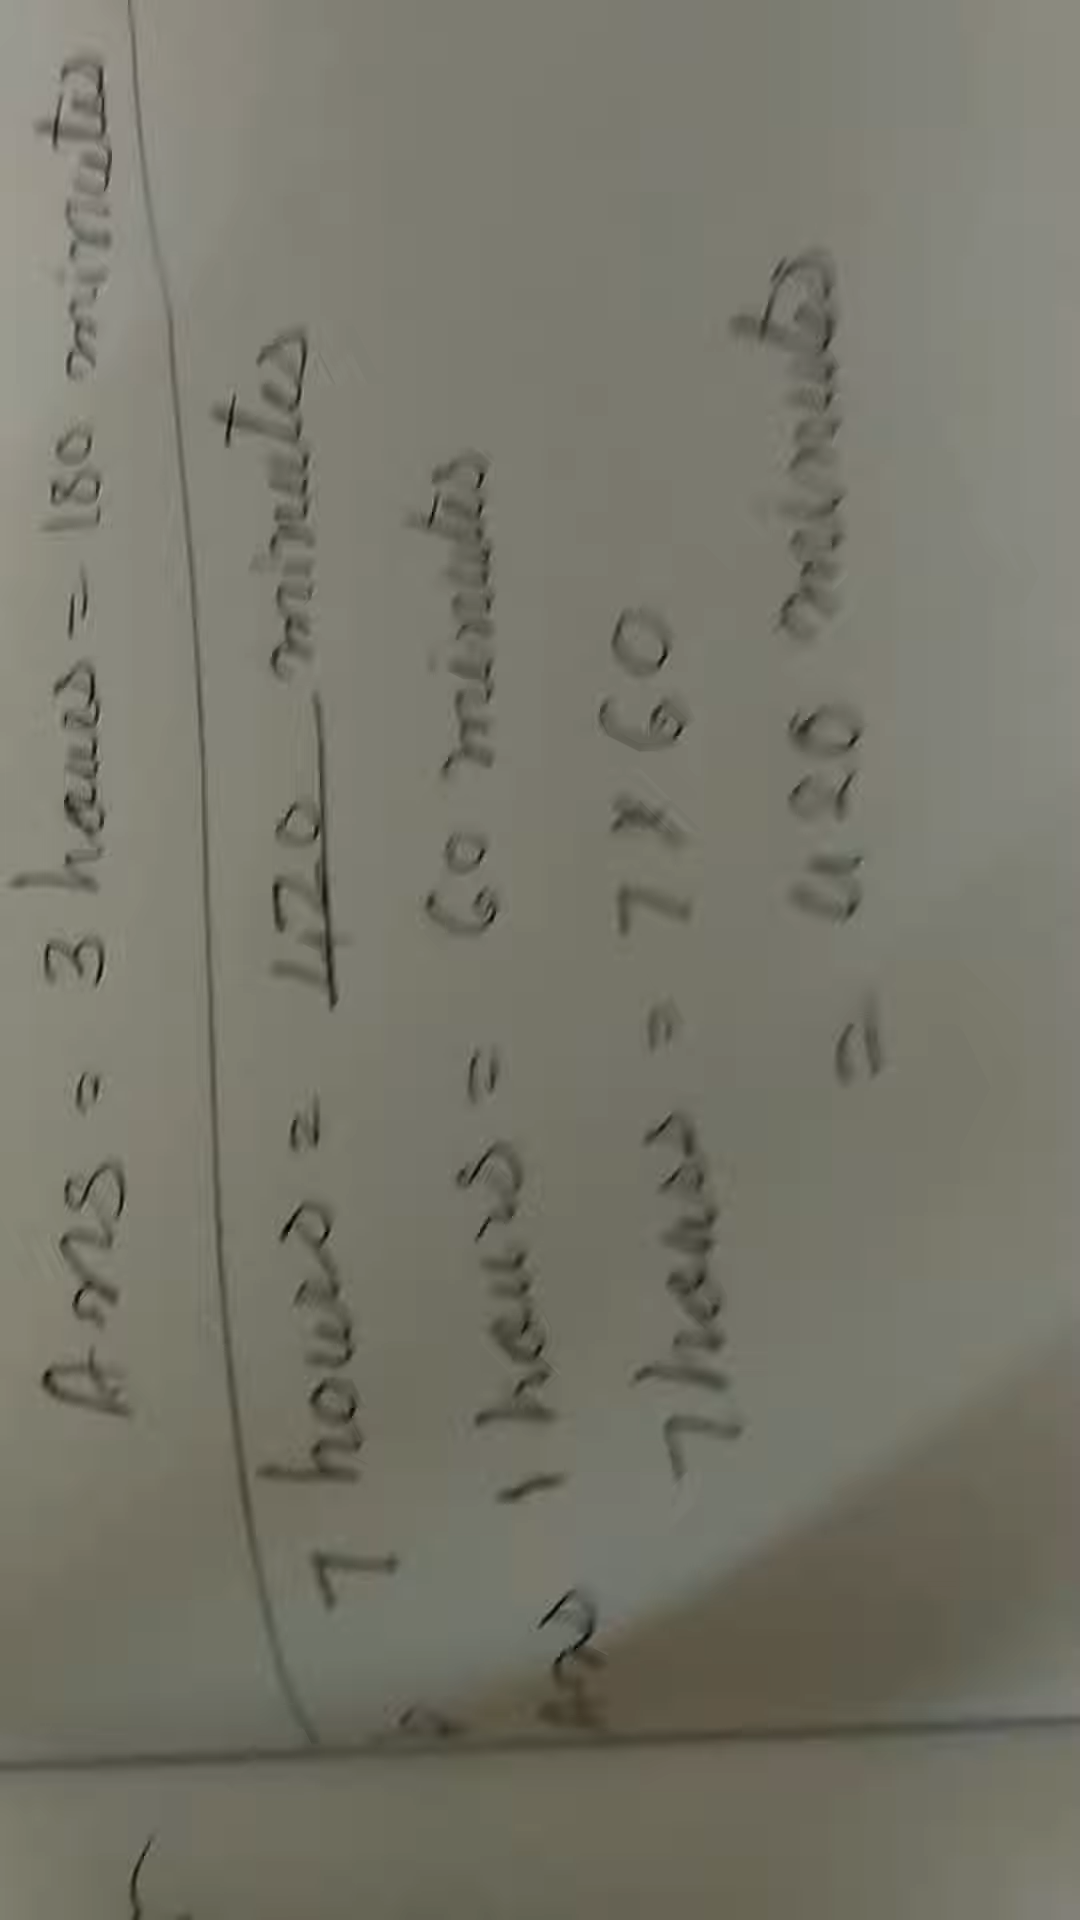 Ans = 3 hours = 180 minutes
7 hours = 420 minutes
Ans 1 hours = 60 minutes
7 hours = 7 x 60
= 420 minutes